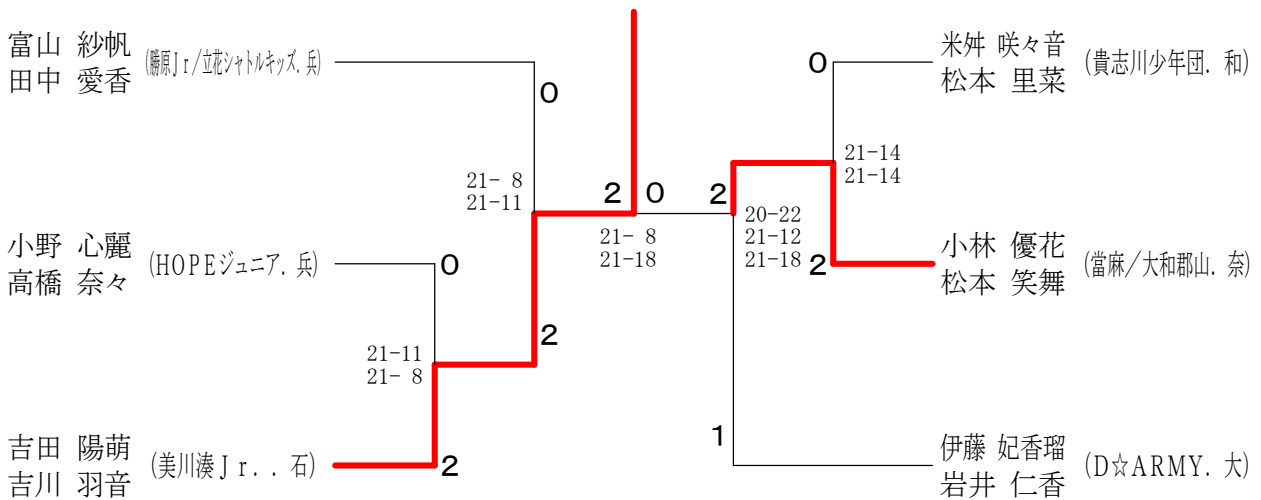 富山 紗帆
田中 愛香
(勝原Jr/立花シャトルキッズ. 兵)
0
21- 8
21-11
小野 心麗
高橋 奈々
(HOPEジュニア. 兵)
0
2
21-11
21- 8
吉田 陽萌
吉川 羽音
(美川湊Jr. . 石)
2
2
0
21- 8
21-18
2
20-22
21-12
21-18
1
米舛 咲々音
松本 里菜
(貴志川少年団. 和)
0
21-14
21-14
小林 優花
松本 笑舞
(當麻/大和郡山. 奈)
2
伊藤 妃香瑠
岩井 仁香
(D☆ARMY. 大)